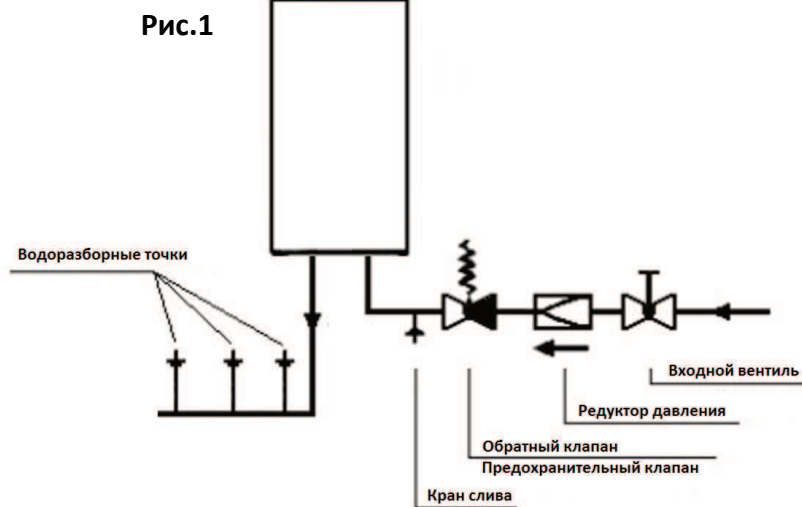 Рис.1
Водоразборные точки
Входной вентиль
Редуктор давления
Обратный клапан
Предохранительный клапан
Кран слива